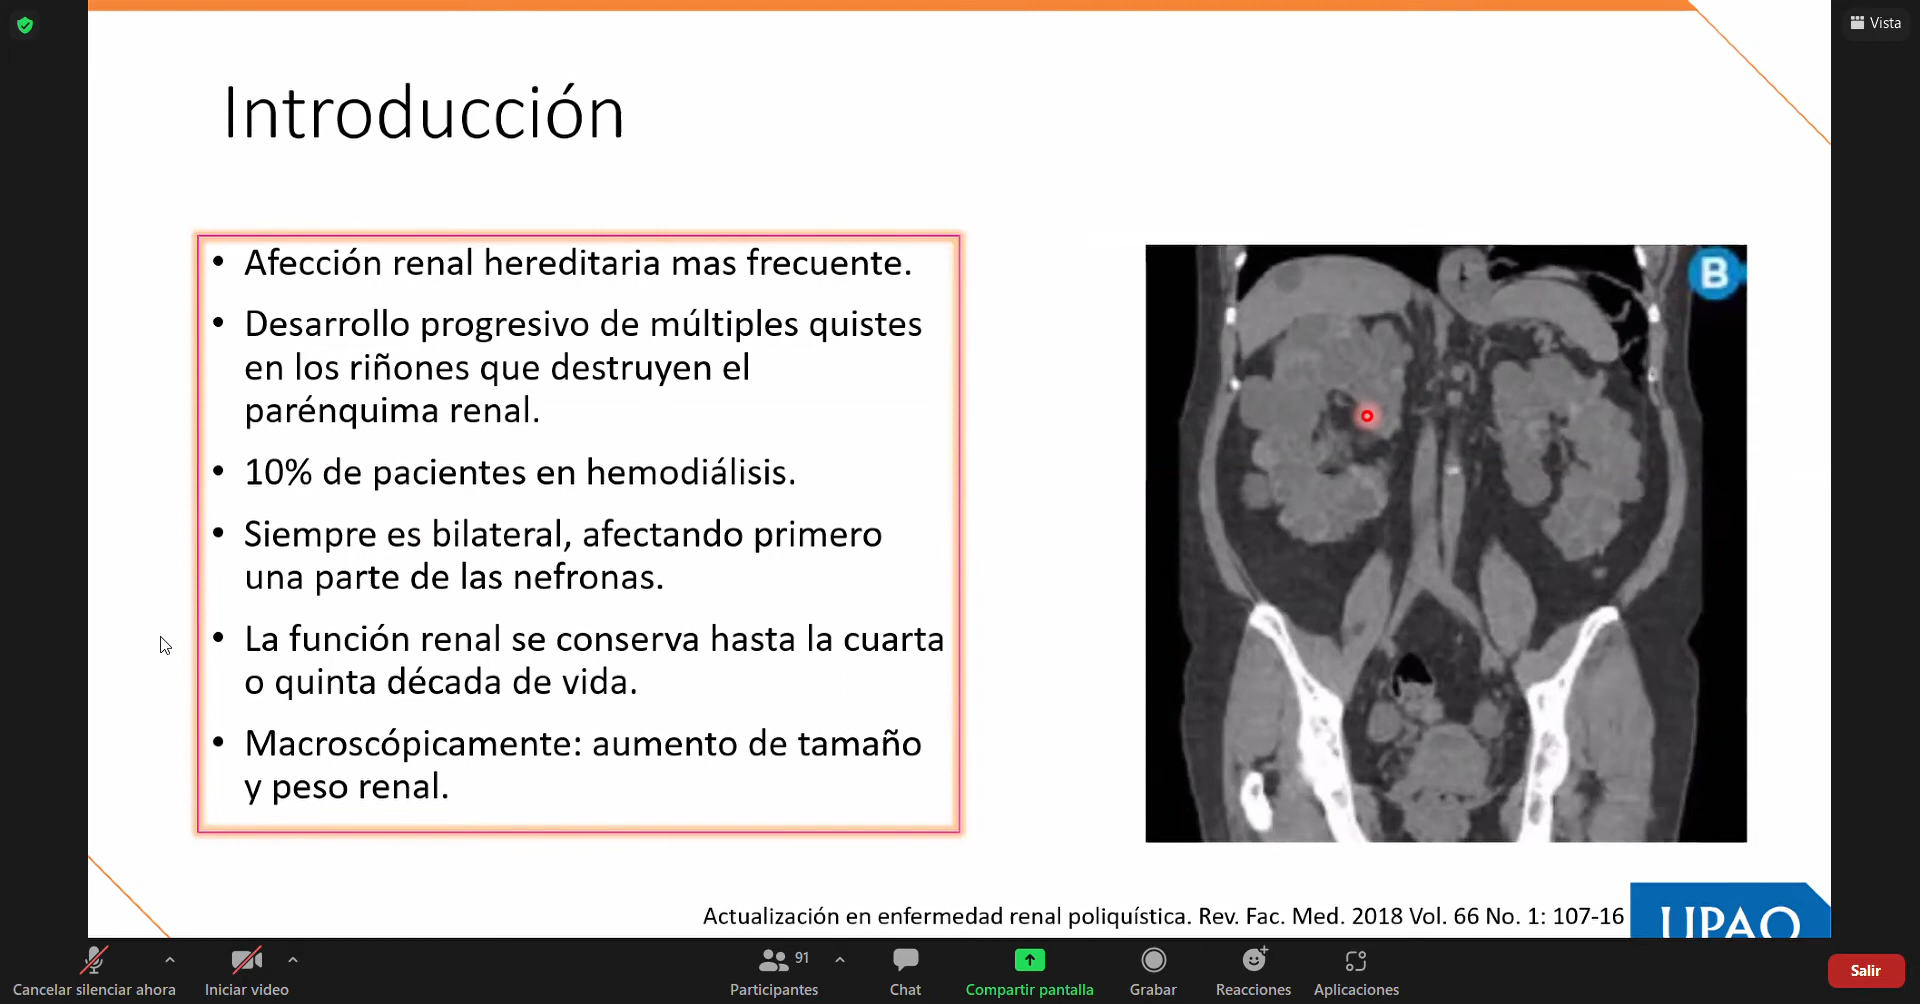 Vista
Introducción
• Afección renal hereditaria mas frecuente.
• Desarrollo progresivo de múltiples quistes
en los riñones que destruyen el
parénquima renal.
• 10% de pacientes en hemodiálisis.
• Siempre es bilateral, afectando primero
una parte de las nefronas.
• La función renal se conserva hasta la cuarta
o quinta década de vida.
• Macroscópicamente: aumento de tamaño
y peso renal.
B
Actualización en enfermedad renal poliquística. Rev. Fac. Med. 2018 Vol. 66 No. 1: 107-16
UPAO
Cancelar silenciar ahora
Iniciar video
91
Participantes
Chat
Compartir pantalla
Grabar
Reacciones
Aplicaciones
Salir